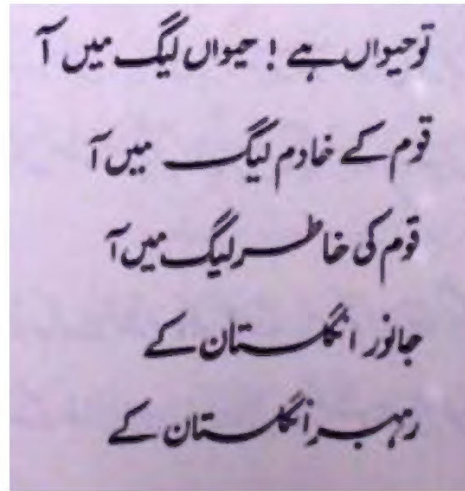 تو حیواں ہے ! حیواں لیگ میں آ
قوم کے خادم لیگ میں آ
قوم کی خاطر لیگ میں آ
جانور انگلستان کے
رہبر انگلستان کے